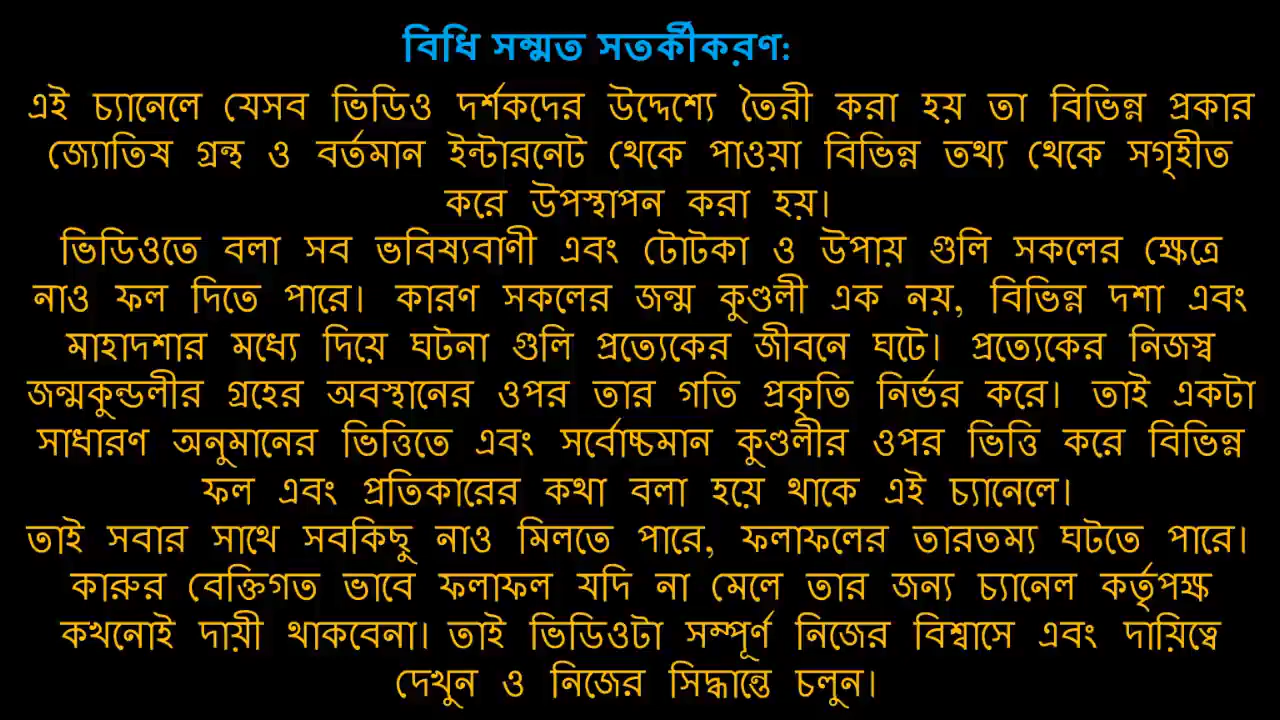 বিধি সম্মত সতর্কীকরণ:
এই চ্যানেলে যেসব ভিডিও দর্শকদের উদ্দেশ্যে তৈরী করা হয় তা বিভিন্ন প্রকার
জ্যোতিষ গ্রন্থ ও বর্তমান ইন্টারনেট থেকে পাওয়া বিভিন্ন তথ্য থেকে সগৃহীত
করে উপস্থাপন করা হয়।
ভিডিওতে বলা সব ভবিষ্যবাণী এবং টোটকা ও উপায় গুলি সকলের ক্ষেত্রে
নাও ফল দিতে পারে। কারণ সকলের জন্ম কুণ্ডলী এক নয়, বিভিন্ন দশা এবং
মাহাদশার মধ্যে দিয়ে ঘটনা গুলি প্রত্যেকের জীবনে ঘটে। প্রত্যেকের নিজস্ব
জন্মকুন্ডলীর গ্রহের অবস্থানের ওপর তার গতি প্রকৃতি নির্ভর করে। তাই একটা
সাধারণ অনুমানের ভিত্তিতে এবং সর্বোচ্চমান কুণ্ডলীর ওপর ভিত্তি করে বিভিন্ন
ফল এবং প্রতিকারের কথা বলা হয়ে থাকে এই চ্যানেলে।
তাই সবার সাথে সবকিছু নাও মিলতে পারে, ফলাফলের তারতম্য ঘটতে পারে।
কারুর বেক্তিগত ভাবে ফলাফল যদি না মেলে তার জন্য চ্যানেল কর্তৃপক্ষ
কখনোই দায়ী থাকবেনা। তাই ভিডিওটা সম্পূর্ণ নিজের বিশ্বাসে এবং দায়িত্বে
দেখুন ও নিজের সিদ্ধান্তে চলুন।